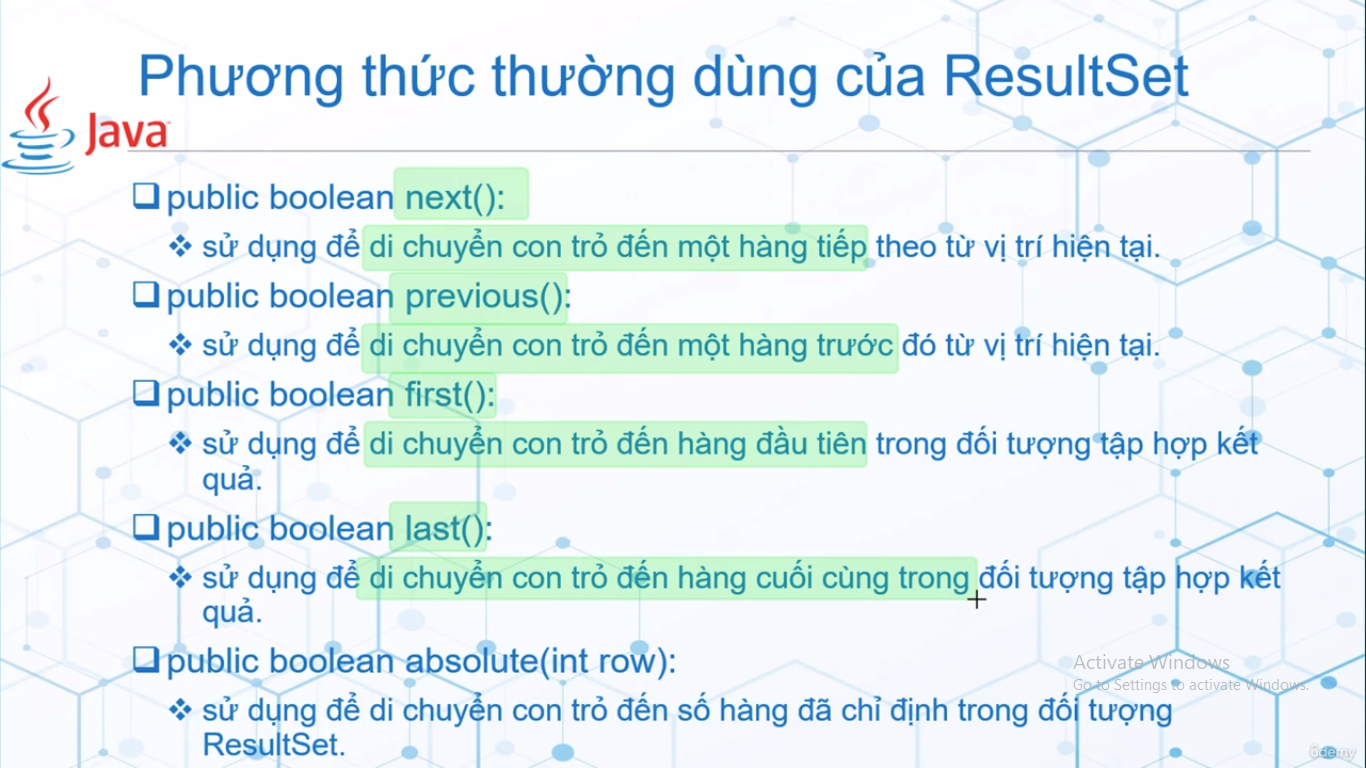 Phương thức thường dùng của ResultSet
Java
public boolean next():
sử dụng để di chuyển con trỏ đến một hàng tiếp theo từ vị trí hiện tại.
public boolean previous():
sử dụng để di chuyển con trỏ đến một hàng trước đó từ vị trí hiện tại.
public boolean first():
sử dụng để di chuyển con trỏ đến hàng đầu tiên trong đối tượng tập hợp kết
quả.
public boolean last():
sử dụng để di chuyển con trỏ đến hàng cuối cùng trong đối tượng tập hợp kết
quả.
public boolean absolute(int row):
sử dụng để di chuyển con trỏ đến số hàng đã chỉ định trong đối tượng
ResultSet.
Activate Windows
Go to Settings to activate Windows.
ûdemy